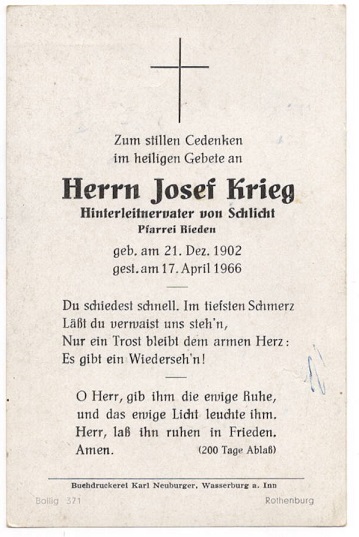 Zum stillen Gedenken
im heiligen Gebete an
Herrn Josef Krieg
Hinterleitnervater von Schlicht
Pfarrei Rieden
geb. am 21. Dez. 1902
gest. am 17. April 1966
Du schiedest schnell. Im tiefsten Schmerz
Läßt du verwaist uns steh'n,
Nur ein Trost bleibt dem armen Herz:
Es gibt ein Wiederseh'n!
O Herr, gib ihm die ewige Ruhe,
und das ewige Licht leuchte ihm.
Herr, laß ihn ruhen in Frieden.
Amen. (200 Tage Ablaß)
Buchdruckerei Karl Neuburger, Wasserburg a. Inn
Bollig 371 Rothenburg